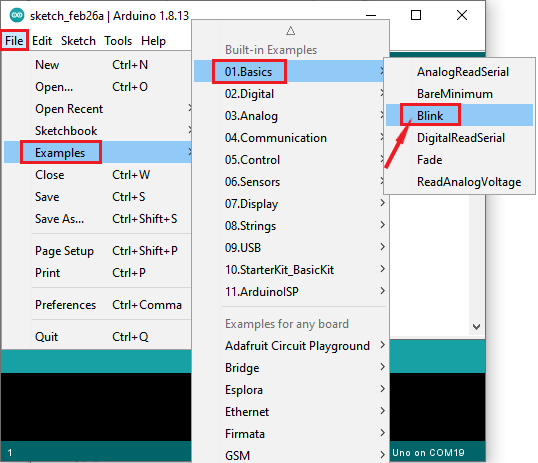 sketch_feb26a | Arduino 1.8.13
File Edit Sketch Tools Help
New Ctrl+N
Open... Ctrl+O
Open Recent
Sketchbook
Examples
Close Ctrl+W
Save Ctrl+S
Save As... Ctrl+Shift+S
Page Setup Ctrl+Shift+P
Print Ctrl+P
Preferences Ctrl+Comma
Quit Ctrl+Q
Built-in Examples
01.Basics
02.Digital
03.Analog
04.Communication
05.Control
06.Sensors
07.Display
08.Strings
09.USB
10.StarterKit_BasicKit
11.ArduinoISP
Examples for any board
Adafruit Circuit Playground
Bridge
Esplora
Ethernet
Firmata
GSM
AnalogReadSerial
BareMinimum
Blink
DigitalReadSerial
Fade
ReadAnalogVoltage
1
Uno on COM19